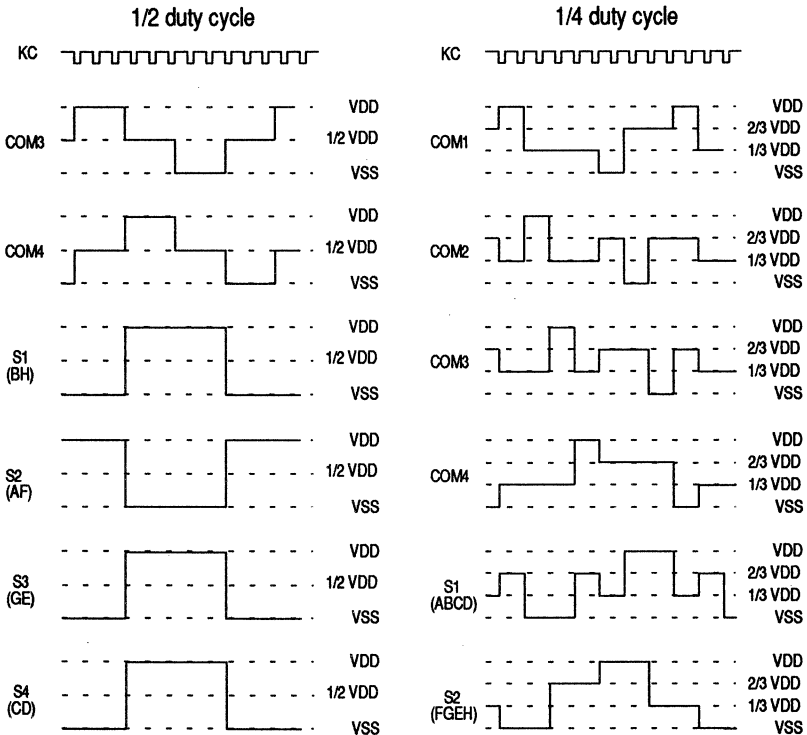 1/2 duty cycle
KC
COM3
VDD
1/2 VDD
VSS
COM4
VDD
1/2 VDD
VSS
S1
(BH)
VDD
1/2 VDD
VSS
S2
(AF)
VDD
1/2 VDD
VSS
S3
(GE)
VDD
1/2 VDD
VSS
S4
(CD)
VDD
1/2 VDD
VSS
1/4 duty cycle
KC
COM1
VDD
2/3 VDD
1/3 VDD
VSS
COM2
VDD
2/3 VDD
1/3 VDD
VSS
COM3
VDD
2/3 VDD
1/3 VDD
VSS
COM4
VDD
2/3 VDD
1/3 VDD
VSS
S1
(ABCD)
VDD
2/3 VDD
1/3 VDD
VSS
S2
(FGEH)
VDD
2/3 VDD
1/3 VDD
VSS